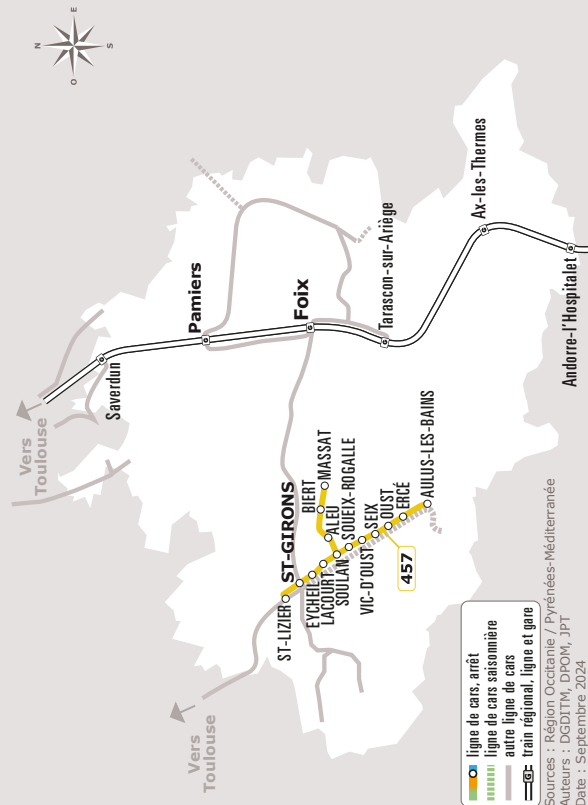 N
E
S
O
Vers
Toulouse
Saverdun
Pamiers
Foix
Tarascon-sur-Ariège
Ax-les-Thermes
Andorre-l'Hospitalet
Vers
Toulouse
ST-LIZIER
ST-GIRONS
EYCHEIL
LACOURT
SOULAN
ALEU
BIERT
MASSAT
SOUEIX-ROGALLE
VIC-D'OUST
SEIX
OUST
ERCÉ
AULUS-LES-BAINS
457
ligne de cars, arrêt
ligne de cars saisonnière
autre ligne de cars
G train régional, ligne et gare
Sources : Région Occitanie / Pyrénées-Méditerranée
Auteurs : DGDITM, DPOM, JPT
Date : Septembre 2024